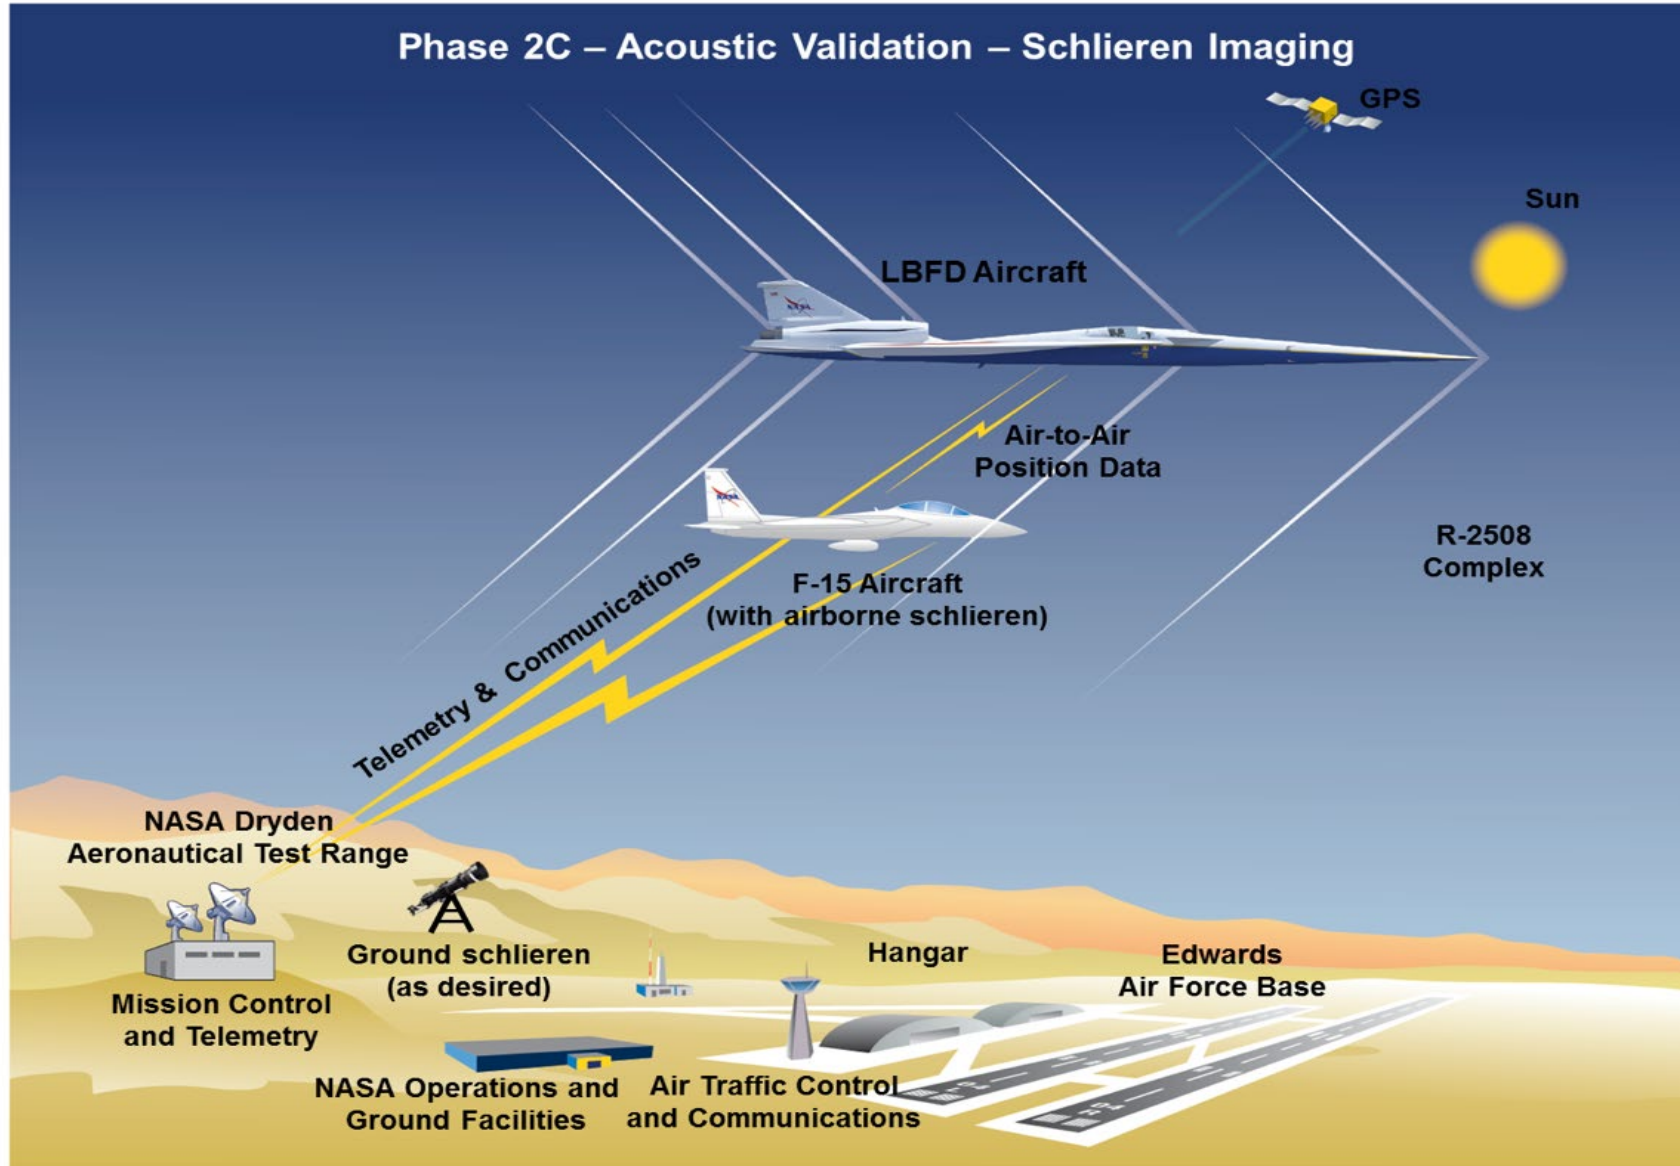 Phase 2C – Acoustic Validation – Schlieren Imaging
GPS
Sun
LBFD Aircraft
NASA
Air-to-Air
Position Data
NASA
R-2508
Complex
F-15 Aircraft
(with airborne schlieren)
Telemetry & Communications
NASA Dryden
Aeronautical Test Range
Ground schlieren
(as desired)
Hangar
Edwards
Air Force Base
Mission Control
and Telemetry
NASA Operations and
Ground Facilities
Air Traffic Control
and Communications